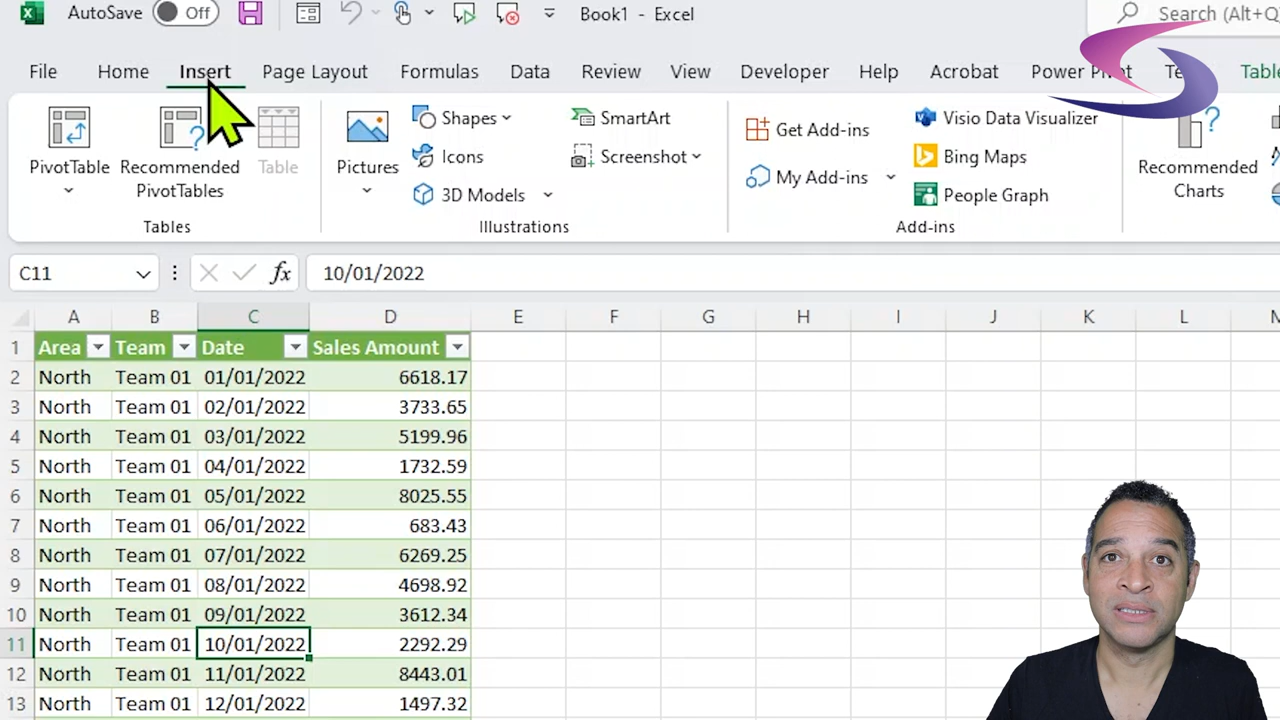 AutoSave Off Book1 - Excel Search (Alt+Q
File Home Insert Page Layout Formulas Data Review View Developer Help Acrobat Power Pivot Te Table
PivotTable
Recommended
PivotTables
Table
Tables
Pictures
Shapes
Icons
3D Models
SmartArt
Screenshot
Illustrations
Get Add-ins
My Add-ins
Visio Data Visualizer
Bing Maps
People Graph
Add-ins
Recommended
Charts
C11 fx 10/01/2022
A B C D E F G H I J K L M
1 Area Team Date Sales Amount
2 North Team 01 01/01/2022 6618.17
3 North Team 01 02/01/2022 3733.65
4 North Team 01 03/01/2022 5199.96
5 North Team 01 04/01/2022 1732.59
6 North Team 01 05/01/2022 8025.55
7 North Team 01 06/01/2022 683.43
8 North Team 01 07/01/2022 6269.25
9 North Team 01 08/01/2022 4698.92
10 North Team 01 09/01/2022 3612.34
11 North Team 01 10/01/2022 2292.29
12 North Team 01 11/01/2022 8443.01
13 North Team 01 12/01/2022 1497.32